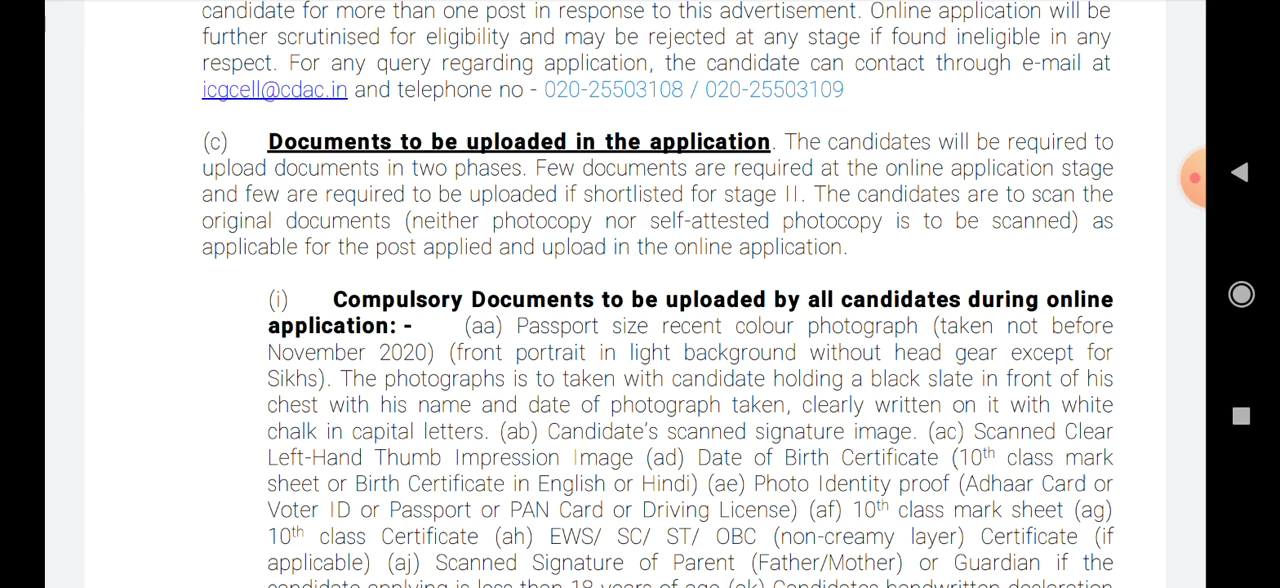 candidate for more than one post in response to this advertisement. Online application will be
further scrutinised for eligibility and may be rejected at any stage if found ineligible in any
respect. For any query regarding application, the candidate can contact through e-mail at
icgcell@cdac.in and telephone no - 020-25503108 / 020-25503109
(c) Documents to be uploaded in the application. The candidates will be required to
upload documents in two phases. Few documents are required at the online application stage
and few are required to be uploaded if shortlisted for stage II. The candidates are to scan the
original documents (neither photocopy nor self-attested photocopy is to be scanned) as
applicable for the post applied and upload in the online application.
(i) Compulsory Documents to be uploaded by all candidates during online
application: - (aa) Passport size recent colour photograph (taken not before
November 2020) (front portrait in light background without head gear except for
Sikhs). The photographs is to taken with candidate holding a black slate in front of his
chest with his name and date of photograph taken, clearly written on it with white
chalk in capital letters. (ab) Candidate's scanned signature image. (ac) Scanned Clear
Left-Hand Thumb Impression Image (ad) Date of Birth Certificate (10th class mark
sheet or Birth Certificate in English or Hindi) (ae) Photo Identity proof (Adhaar Card or
Voter ID or Passport or PAN Card or Driving License) (af) 10th class mark sheet (ag)
10th class Certificate (ah) EWS/ SC/ ST/ OBC (non-creamy layer) Certificate (if
applicable) (aj) Scanned Signature of Parent (Father/Mother) or Guardian if the
candidate applying is less than 18 years of age (ak) Candidates handwritten declaration